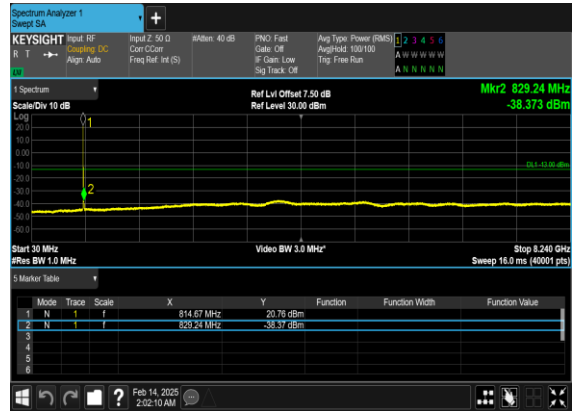 Spectrum Analyzer 1
Swept SA
+
KEYSIGHT
R T
Input: RF
Coupling: DC
Align: Auto
Input Z: 50 Ω
Corr CCorr
Freq Ref: Int (S)
#Atten: 40 dB
PNO: Fast
Gate: Off
IF Gain: Low
Sig Track: Off
Avg Type: Power (RMS)
Avg|Hold: 100/100
Trig: Free Run
1 2 3 4 5 6
A W W W W W
A N N N N N
1 Spectrum
Scale/Div 10 dB
Ref Lvl Offset 7.50 dB
Ref Level 30.00 dBm
Mkr2 829.24 MHz
-38.373 dBm
Log
20.0
10.0
0.00
-10.0
-20.0
-30.0
-40.0
-50.0
-60.0
1
2
DL1 -13.00 dBm
Start 30 MHz
#Res BW 1.0 MHz
Video BW 3.0 MHz*
Stop 8.240 GHz
Sweep 16.0 ms (40001 pts)
5 Marker Table
Mode Trace Scale X Y Function Function Width Function Value
1 N 1 f 814.67 MHz 20.76 dBm
2 N 1 f 829.24 MHz -38.37 dBm
3
4
5
6
? Feb 14, 2025
2:02:10 AM